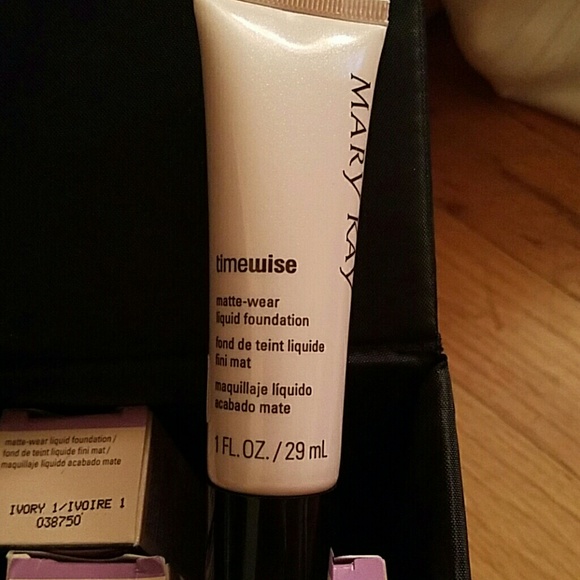 MARY KAY
timewise
matte-wear
liquid foundation
fond de teint liquide
fini mat
maquillaje líquido
acabado mate
1 FL.OZ. / 29 mL
matte-wear liquid foundation /
fond de teint liquide fini mat /
maquillaje líquido acabado mate
IVORY 1/IVOIRE 1
038750